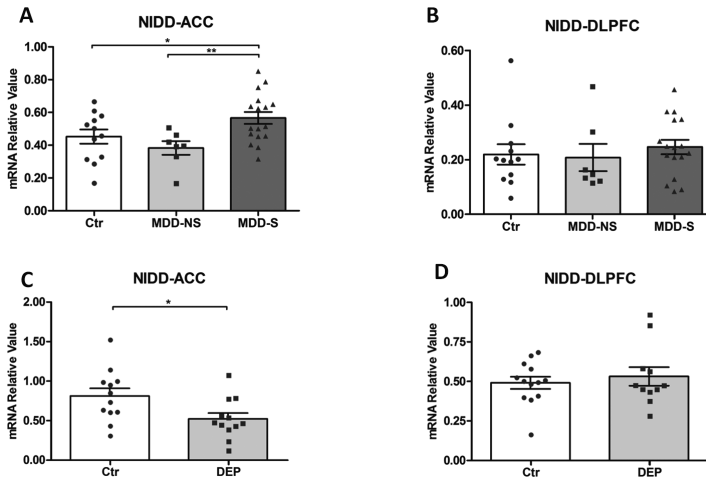 A
NIDD-ACC
mRNA Relative Value
1.00
0.80
0.60
0.40
0.20
0.00
*
**
Ctr
MDD-NS
MDD-S
B
NIDD-DLPFC
mRNA Relative Value
0.60
0.40
0.20
0.00
Ctr
MDD-NS
MDD-S
C
NIDD-ACC
mRNA Relative Value
2.00
1.50
1.00
0.50
0.00
*
Ctr
DEP
D
NIDD-DLPFC
mRNA Relative Value
1.00
0.75
0.50
0.25
0.00
Ctr
DEP